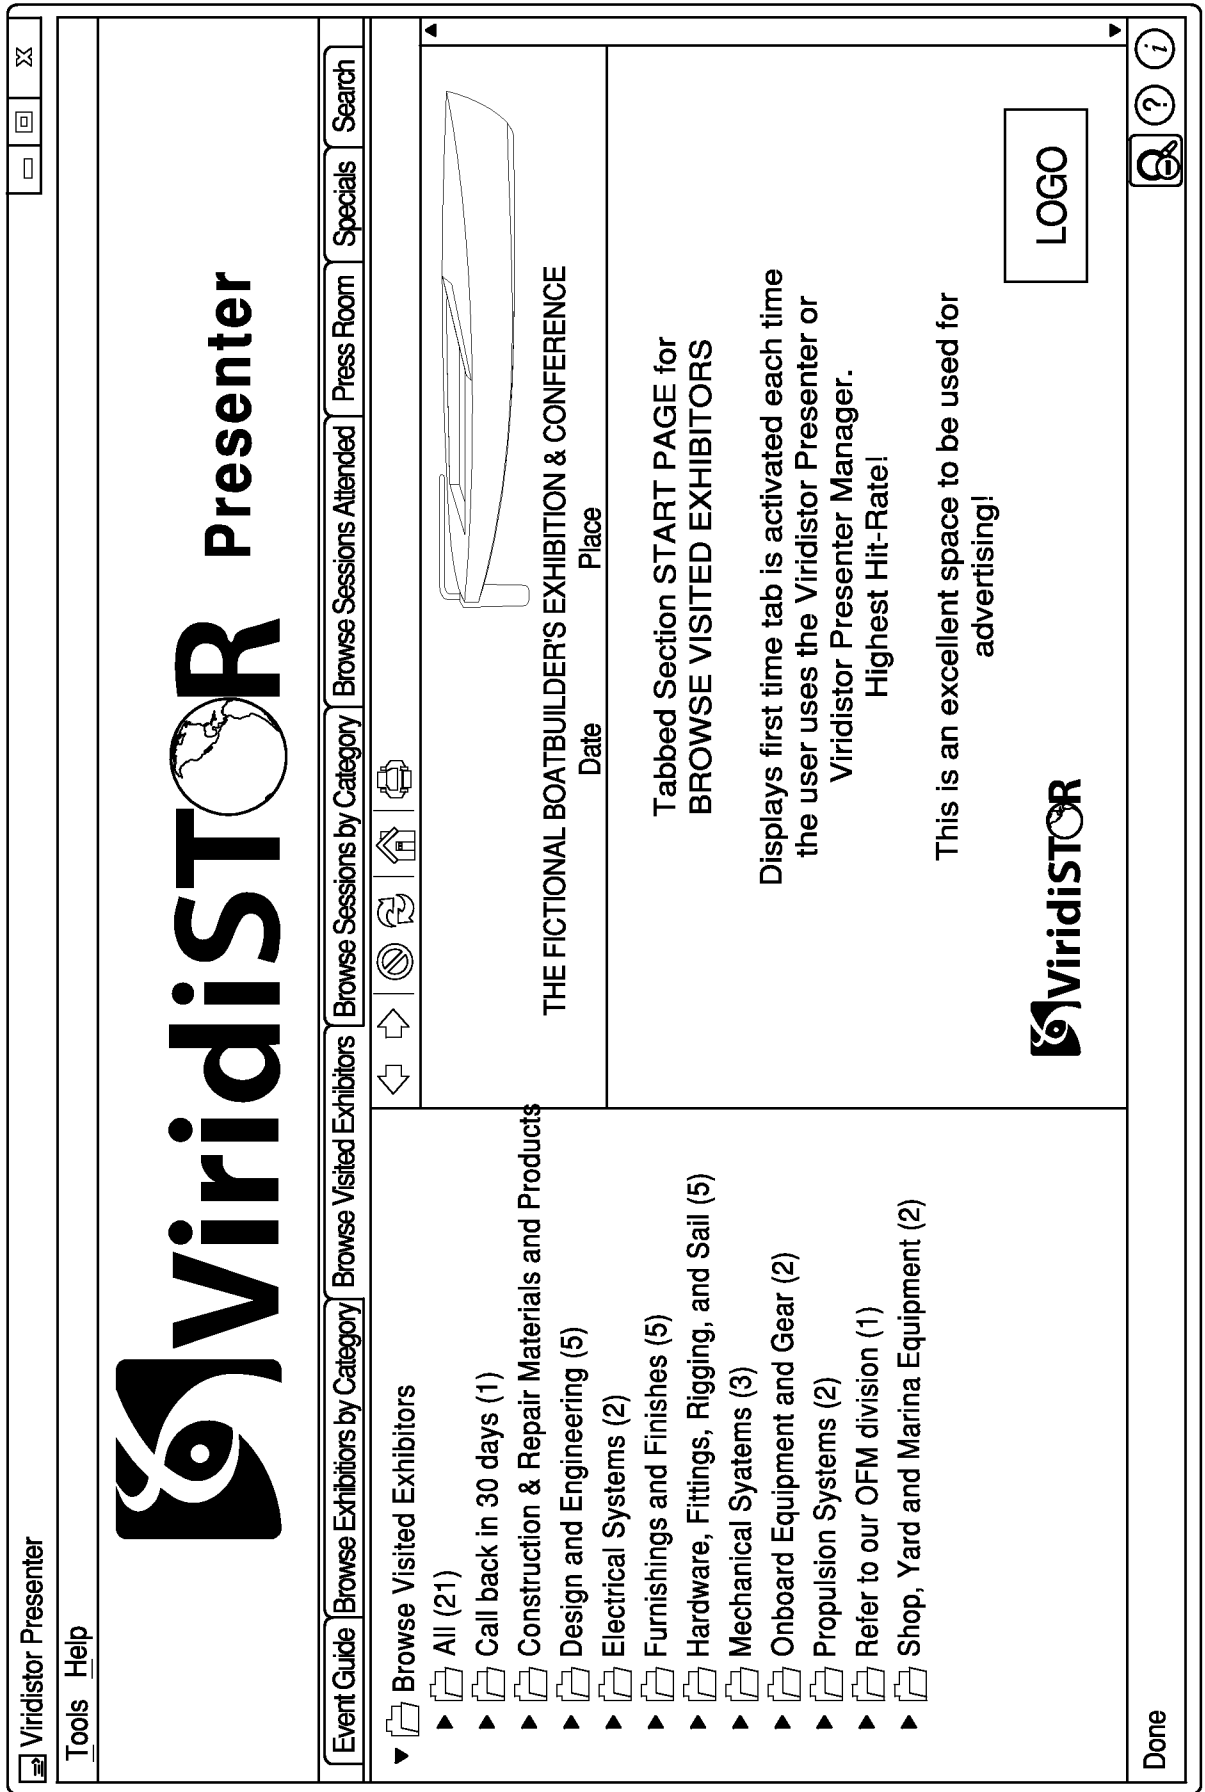 Viridistor Presenter
Tools Help
ViridiSTOR Presenter
Event Guide Browse Exhibitiors by Category Browse Visited Exhibitors Browse Sessions by Category Browse Sessions Attended Press Room Specials Search
Browse Visited Exhibitors
All (21)
Call back in 30 days (1)
Construction & Repair Materials and Products
Design and Engineering (5)
Electrical Systems (2)
Furnishings and Finishes (5)
Hardware, Fittings, Rigging, and Sail (5)
Mechanical Syatems (3)
Onboard Equipment and Gear (2)
Propulsion Systems (2)
Refer to our OFM division (1)
Shop, Yard and Marina Equipment (2)
THE FICTIONAL BOATBUILDER'S EXHIBITION & CONFERENCE
Date Place
Tabbed Section START PAGE for
BROWSE VISITED EXHIBITORS
Displays first time tab is activated each time
the user uses the Viridistor Presenter or
Viridistor Presenter Manager.
Highest Hit-Rate!
This is an excellent space to be used for
advertising!
ViridiSTOR
LOGO
Done